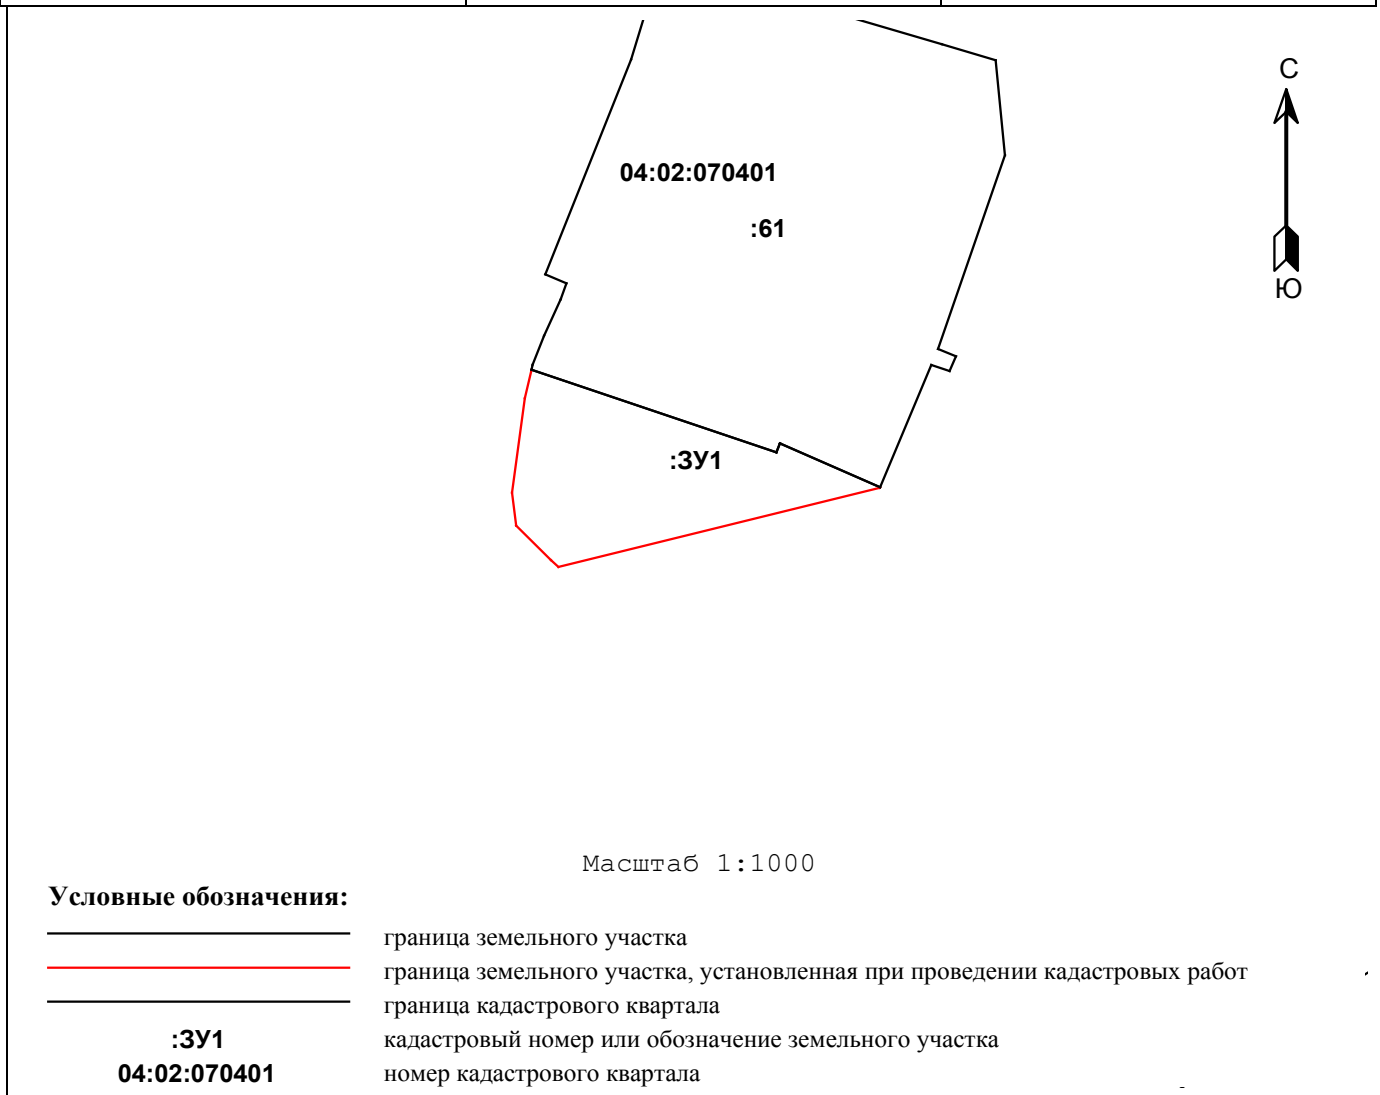 С
04:02:070401
:61
Ю
:ЗУ1
Масштаб 1:1000
Условные обозначения:
граница земельного участка
граница земельного участка, установленная при проведении кадастровых работ
граница кадастрового квартала
:ЗУ1 кадастровый номер или обозначение земельного участка
04:02:070401 номер кадастрового квартала